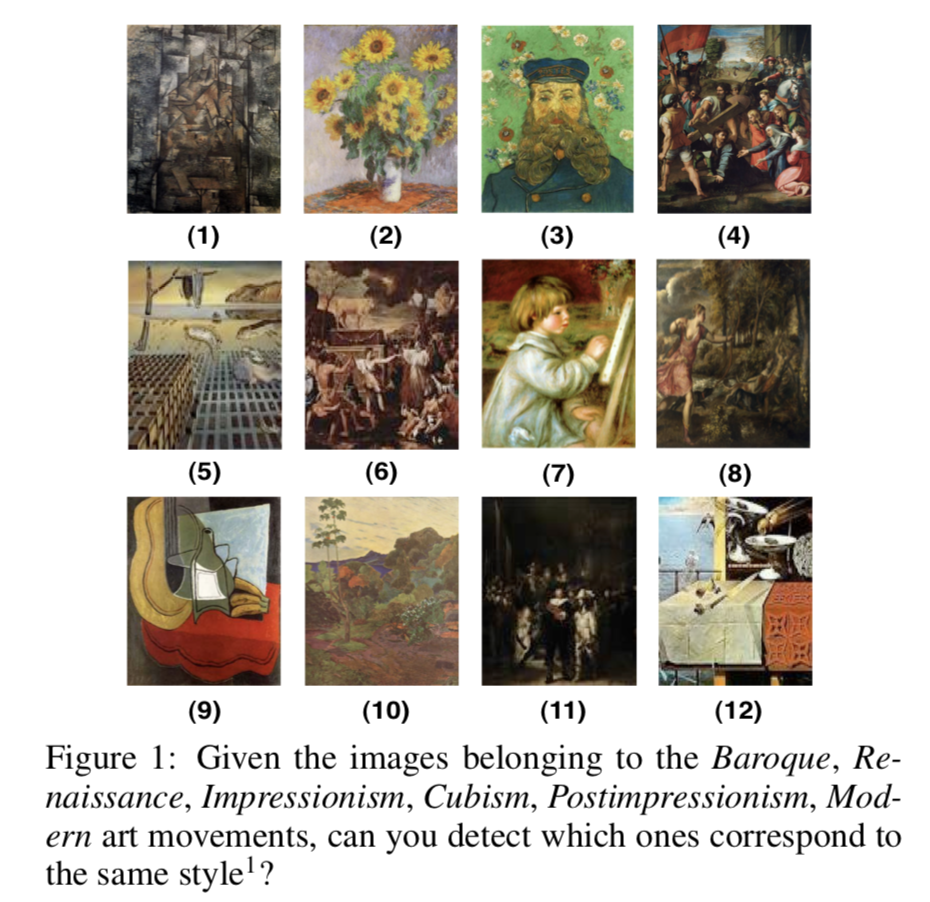 (1) (2) (3) (4)
(5) (6) (7) (8)
(9) (10) (11) (12)
Figure 1: Given the images belonging to the Baroque, Re-
naissance, Impressionism, Cubism, Postimpressionism, Mod-
ern art movements, can you detect which ones correspond to
the same style1?